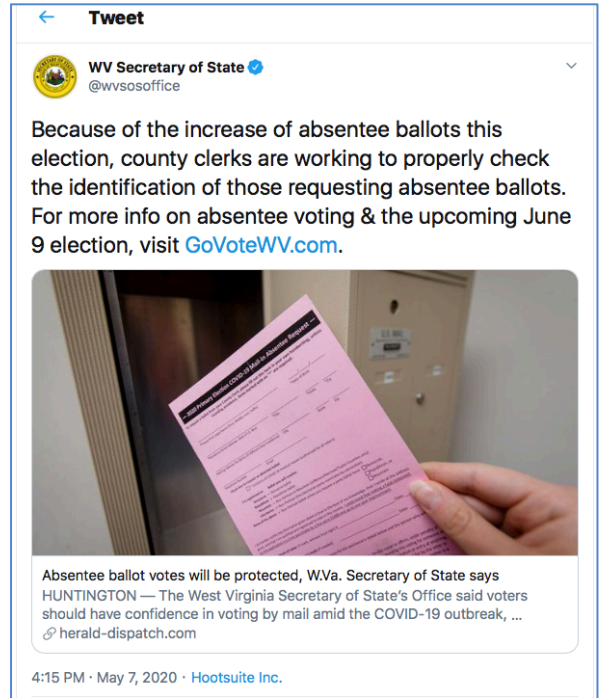 Tweet
WV Secretary of State
@wvsosoffice
Because of the increase of absentee ballots this
election, county clerks are working to properly check
the identification of those requesting absentee ballots.
For more info on absentee voting & the upcoming June
9 election, visit GoVoteWV.com.
U.S. MAIL
2020 Primary Election COVID-19 Mail-In Absentee Request
Absentee ballot votes will be protected, W.Va. Secretary of State says
HUNTINGTON — The West Virginia Secretary of State's Office said voters
should have confidence in voting by mail amid the COVID-19 outbreak, ...
herald-dispatch.com
4:15 PM · May 7, 2020 · Hootsuite Inc.